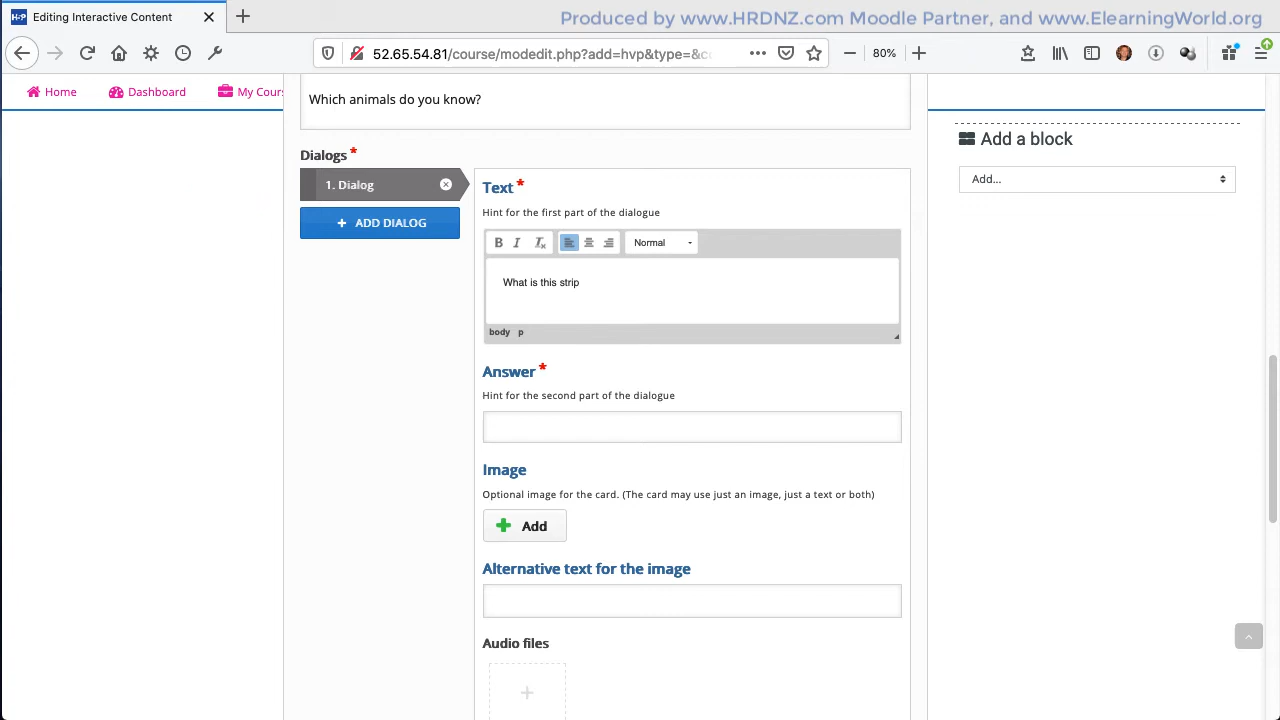 Editing Interactive Content
Produced by www.HRDNZ.com Moodle Partner, and www.ElearningWorld.org
52.65.54.81/course/modedit.php?add=hvp&type=&c
80%
Home
Dashboard
My Cour
Which animals do you know?
Add a block
Add...
Dialogs *
1. Dialog
+ ADD DIALOG
Text *
Hint for the first part of the dialogue
B I Tx
Normal
What is this strip
body p
Answer *
Hint for the second part of the dialogue
Image
Optional image for the card. (The card may use just an image, just a text or both)
Add
Alternative text for the image
Audio files